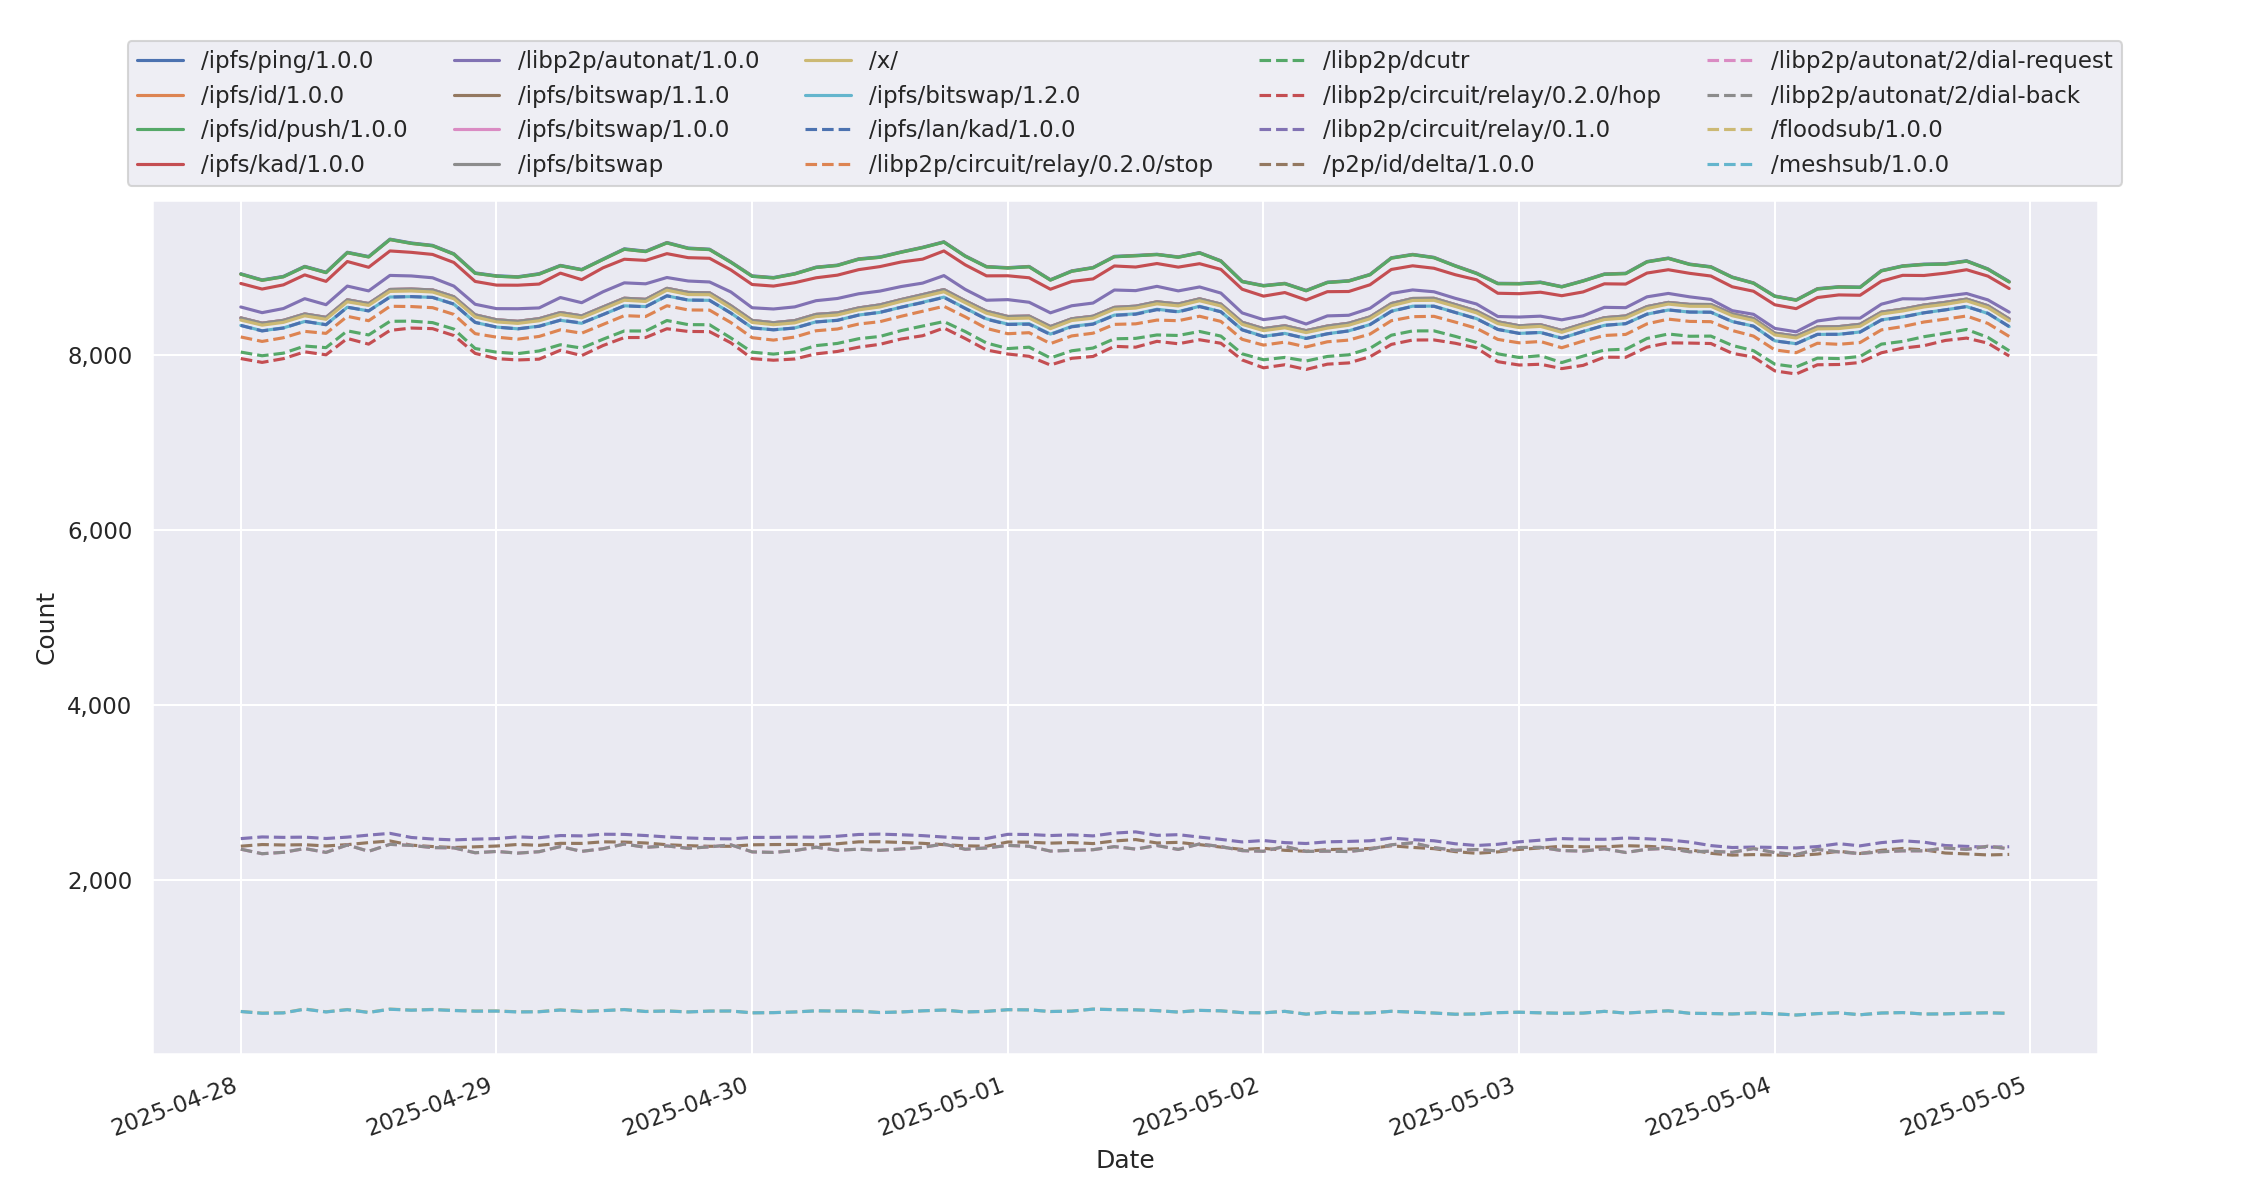 /ipfs/ping/1.0.0
/ipfs/id/1.0.0
/ipfs/id/push/1.0.0
/ipfs/kad/1.0.0
/libp2p/autonat/1.0.0
/ipfs/bitswap/1.1.0
/ipfs/bitswap/1.0.0
/ipfs/bitswap
/x/
/ipfs/bitswap/1.2.0
/ipfs/lan/kad/1.0.0
/libp2p/circuit/relay/0.2.0/stop
/libp2p/dcutr
/libp2p/circuit/relay/0.2.0/hop
/libp2p/circuit/relay/0.1.0
/p2p/id/delta/1.0.0
/libp2p/autonat/2/dial-request
/libp2p/autonat/2/dial-back
/floodsub/1.0.0
/meshsub/1.0.0
8,000
6,000
4,000
2,000
Count
2025-04-28
2025-04-29
2025-04-30
2025-05-01
2025-05-02
2025-05-03
2025-05-04
2025-05-05
Date